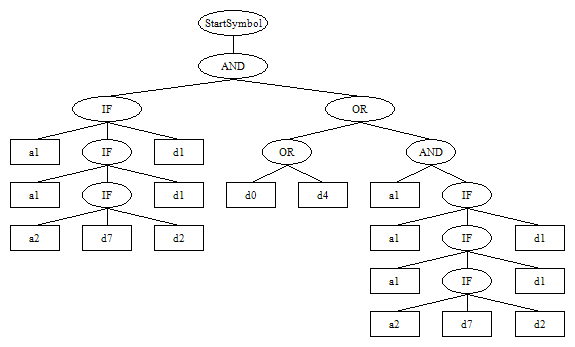 StartSymbol
AND
IF OR
a1 IF d1 OR AND
a1 IF d1 d0 d4 a1 IF
a2 d7 d2 a1 IF d1
a1 IF d1
a2 d7 d2